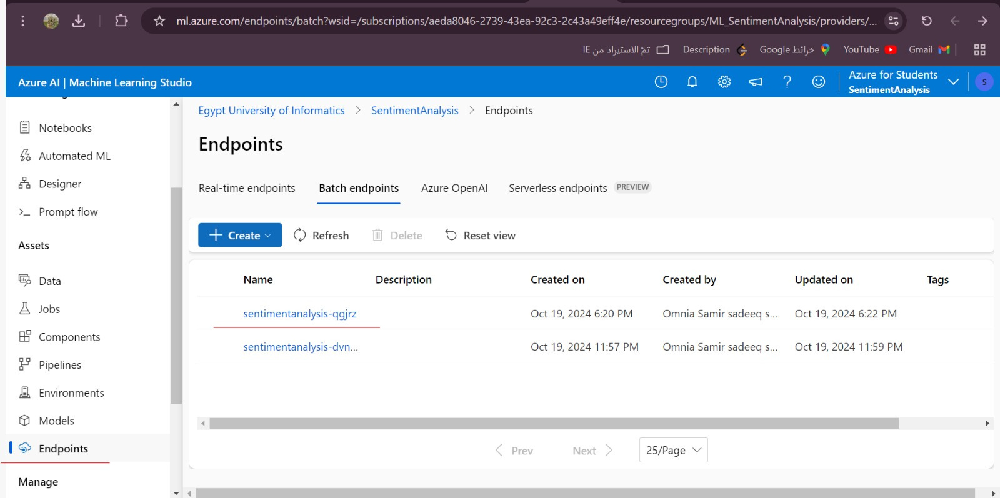 ml.azure.com/endpoints/batch?wsid=/subscriptions/aeda8046-2739-43ea-92c3-2c43a49eff4e/resourcegroups/ML_SentimentAnalysis/providers/...
تمّ الاستيراد من IE Description خرائط Google YouTube Gmail
Azure AI | Machine Learning Studio
Azure for Students
SentimentAnalysis
S
Notebooks
Automated ML
Designer
Prompt flow
Assets
Data
Jobs
Components
Pipelines
Environments
Models
Endpoints
Manage
Egypt University of Informatics > SentimentAnalysis > Endpoints
Endpoints
Real-time endpoints Batch endpoints Azure OpenAI Serverless endpoints PREVIEW
Create Refresh Delete Reset view
Name Description Created on Created by Updated on Tags
sentimentanalysis-qgjrz Oct 19, 2024 6:20 PM Omnia Samir sadeeq s... Oct 19, 2024 6:22 PM
sentimentanalysis-dvn... Oct 19, 2024 11:57 PM Omnia Samir sadeeq s... Oct 19, 2024 11:59 PM
Prev Next 25/Page